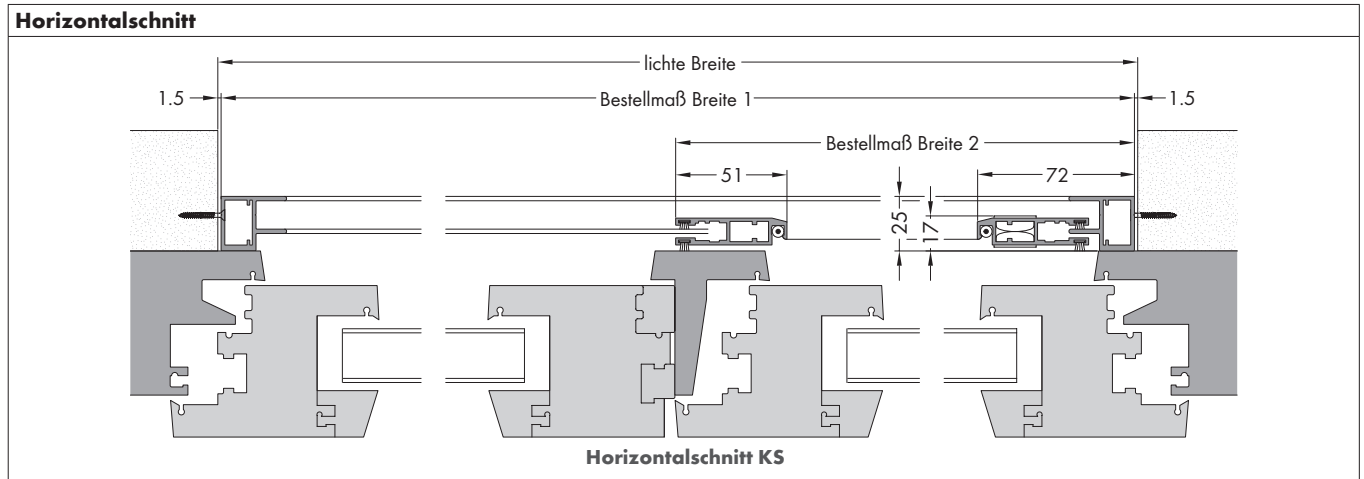 Horizontalschnitt
lichte Breite
1.5
Bestellmaß Breite 1
1.5
Bestellmaß Breite 2
51
72
25
17
Horizontalschnitt KS